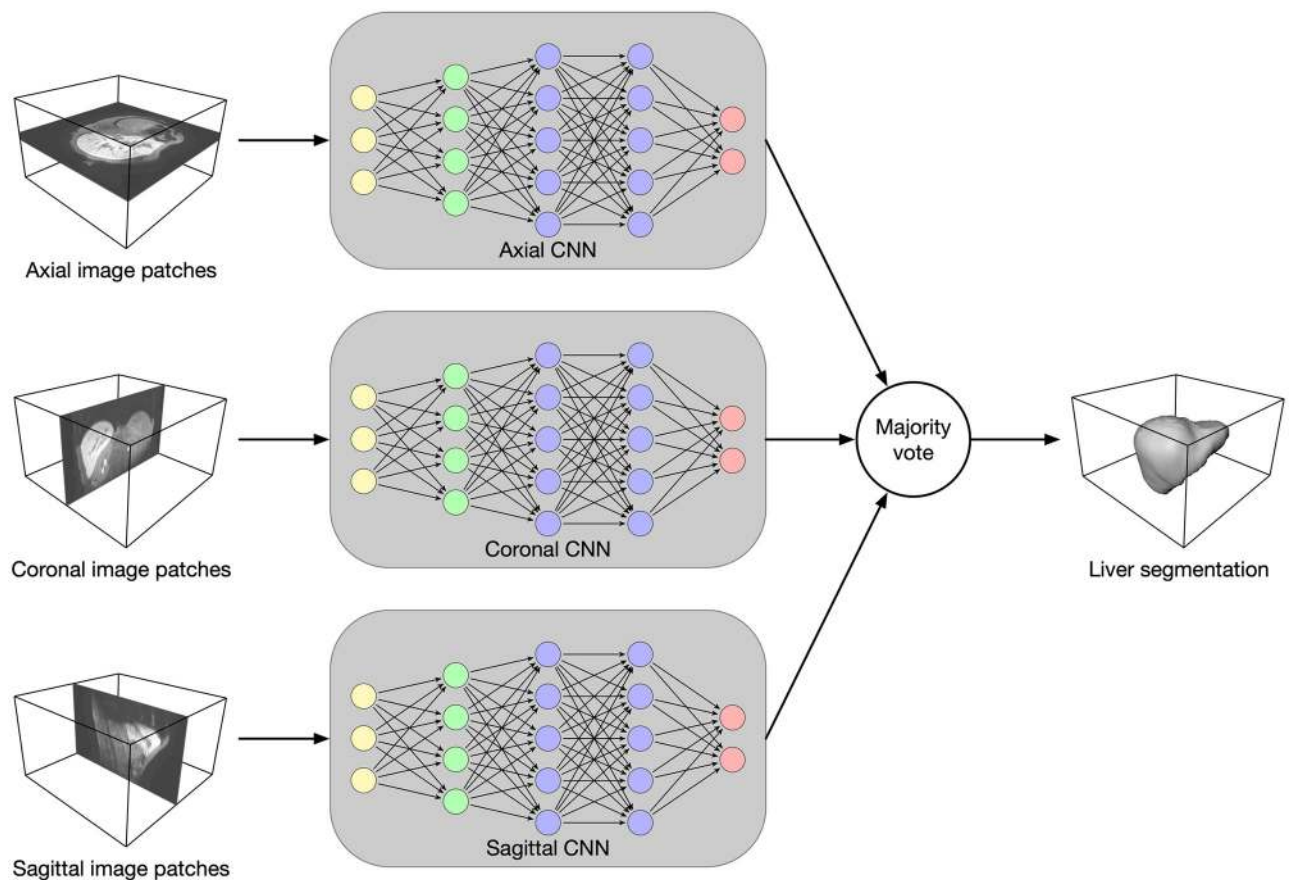 Axial image patches
Axial CNN
Coronal image patches
Coronal CNN
Majority
vote
Liver segmentation
Sagittal image patches
Sagittal CNN